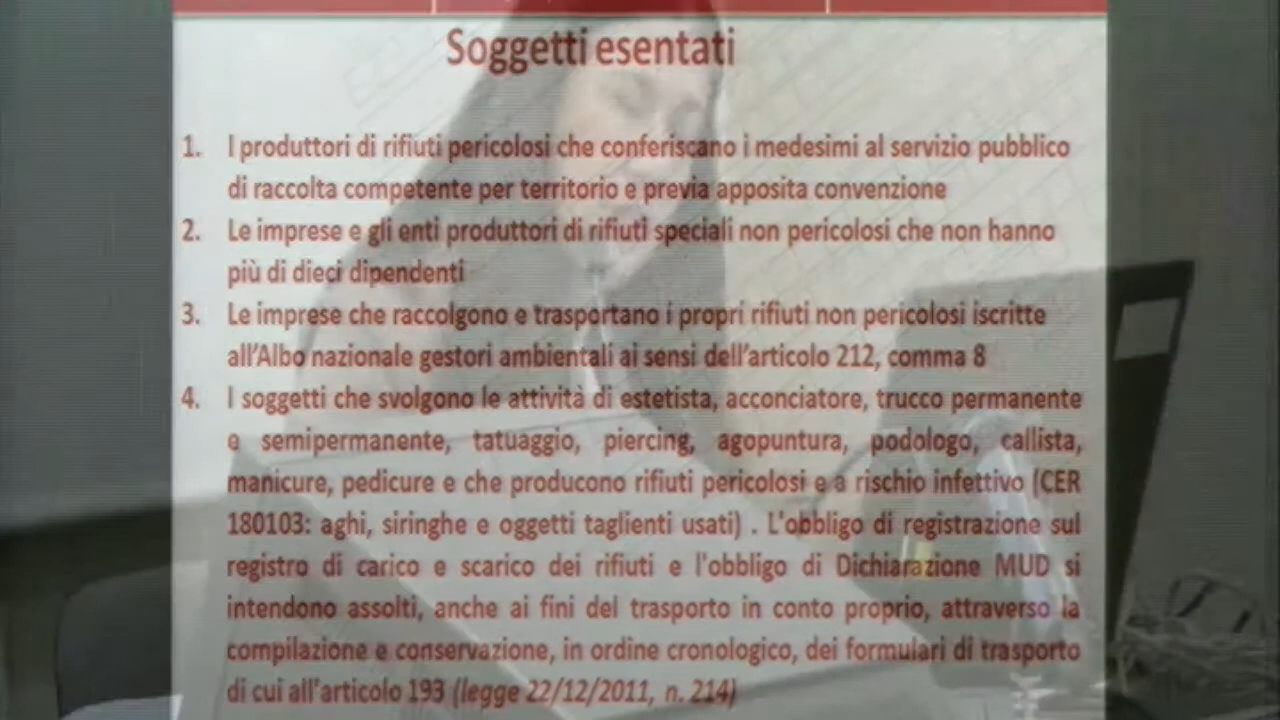 Soggetti esentati
1. I produttori di rifiuti pericolosi che conferiscano i medesimi al servizio pubblico
di raccolta competente per territorio e previa apposita convenzione
2. Le imprese e gli enti produttori di rifiuti speciali non pericolosi che non hanno
più di dieci dipendenti
3. Le imprese che raccolgono e trasportano i propri rifiuti non pericolosi iscritte
all'Albo nazionale gestori ambientali ai sensi dell'articolo 212, comma 8
4. I soggetti che svolgono le attività di estetista, acconciatore, trucco permanente
e semipermanente, tatuaggio, piercing, agopuntura, podologo, callista,
manicure, pedicure e che producono rifiuti pericolosi e a rischio infettivo (CER
180103: aghi, siringhe e oggetti taglienti usati) . L'obbligo di registrazione sul
registro di carico e scarico dei rifiuti e l'obbligo di Dichiarazione MUD si
intendono assolti, anche ai fini del trasporto in conto proprio, attraverso la
compilazione e conservazione, in ordine cronologico, dei formulari di trasporto
di cui all'articolo 193 (legge 22/12/2011, n. 214)